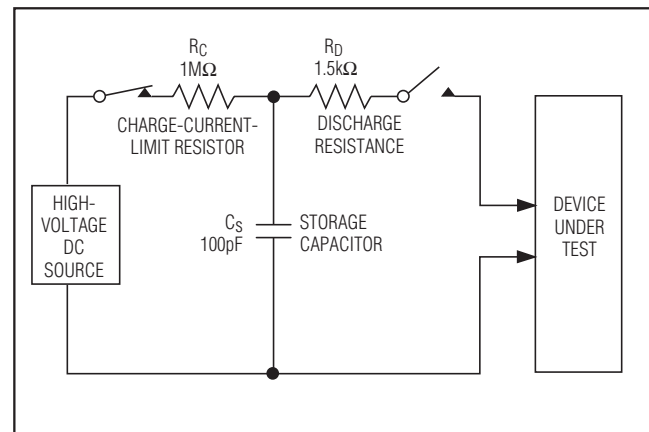 R_C
1MΩ
CHARGE-CURRENT-
LIMIT RESISTOR
R_D
1.5kΩ
DISCHARGE
RESISTANCE
HIGH-
VOLTAGE
DC
SOURCE
C_S
100pF
STORAGE
CAPACITOR
DEVICE
UNDER
TEST